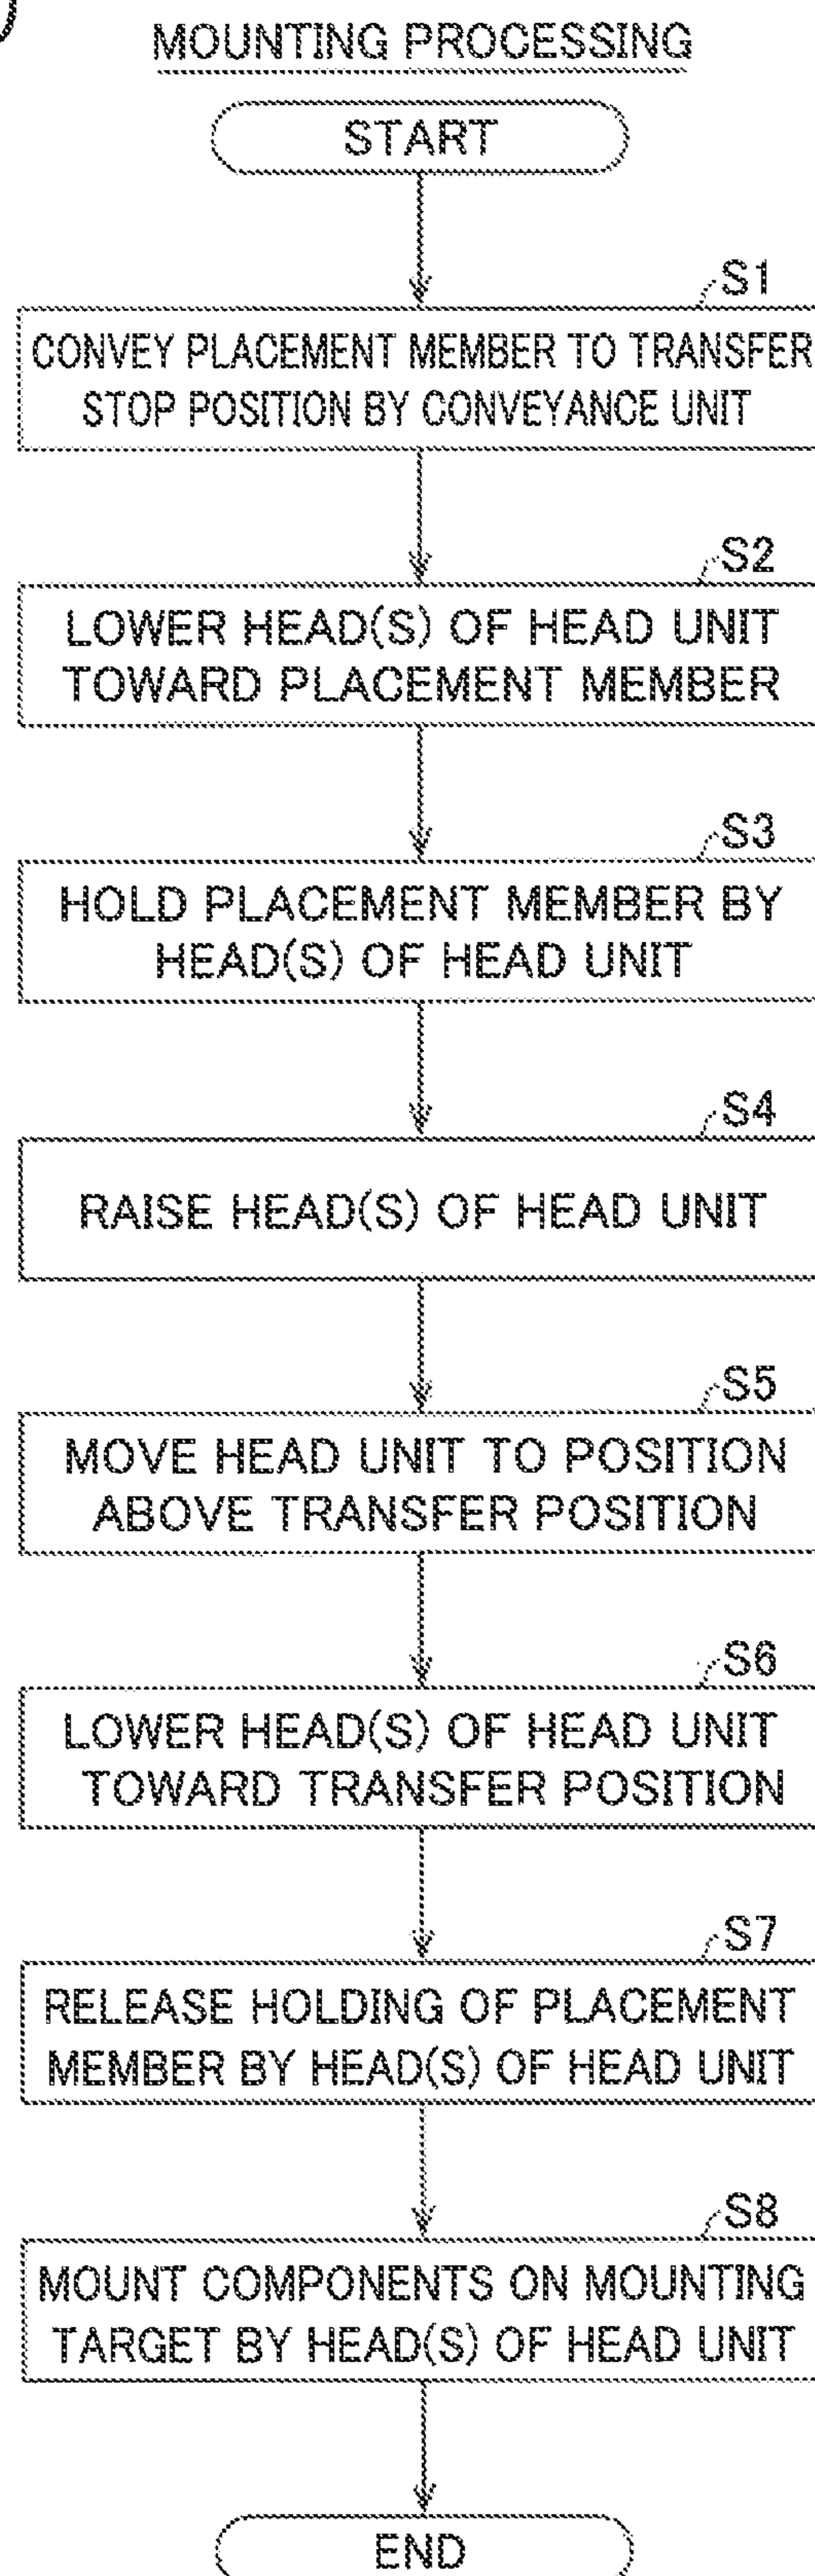 MOUNTING PROCESSING
START
S1
CONVEY PLACEMENT MEMBER TO TRANSFER
STOP POSITION BY CONVEYANCE UNIT
S2
LOWER HEAD(S) OF HEAD UNIT
TOWARD PLACEMENT MEMBER
S3
HOLD PLACEMENT MEMBER BY
HEAD(S) OF HEAD UNIT
S4
RAISE HEAD(S) OF HEAD UNIT
S5
MOVE HEAD UNIT TO POSITION
ABOVE TRANSFER POSITION
S6
LOWER HEAD(S) OF HEAD UNIT
TOWARD TRANSFER POSITION
S7
RELEASE HOLDING OF PLACEMENT
MEMBER BY HEAD(S) OF HEAD UNIT
S8
MOUNT COMPONENTS ON MOUNTING
TARGET BY HEAD(S) OF HEAD UNIT
END